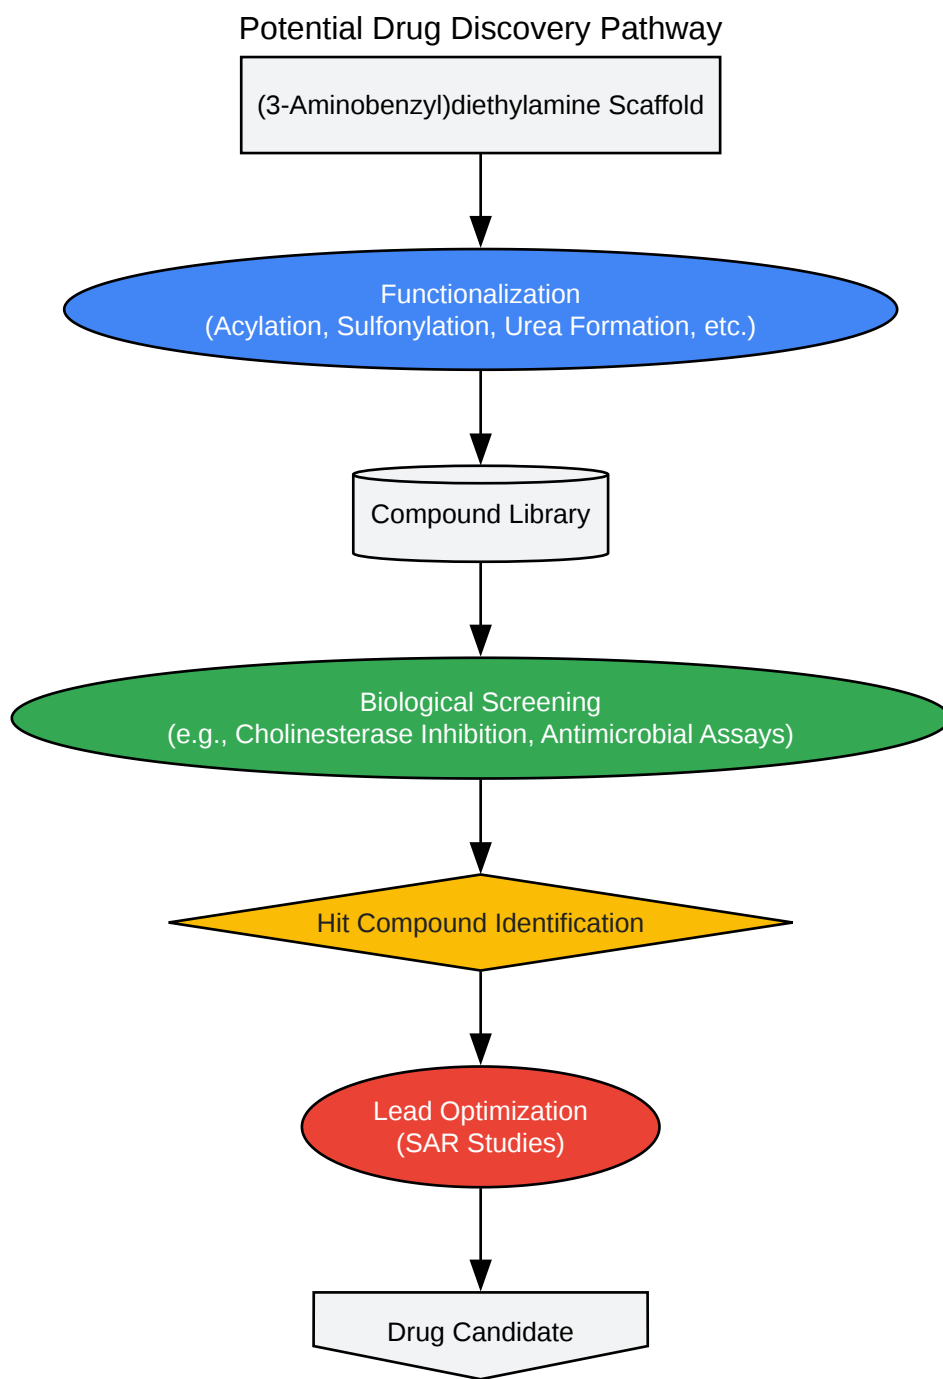 Potential Drug Discovery Pathway
(3-Aminobenzyl)diethylamine Scaffold
Functionalization
(Acylation, Sulfonylation, Urea Formation, etc.)
Compound Library
Biological Screening
(e.g., Cholinesterase Inhibition, Antimicrobial Assays)
Hit Compound Identification
Lead Optimization
(SAR Studies)
Drug Candidate